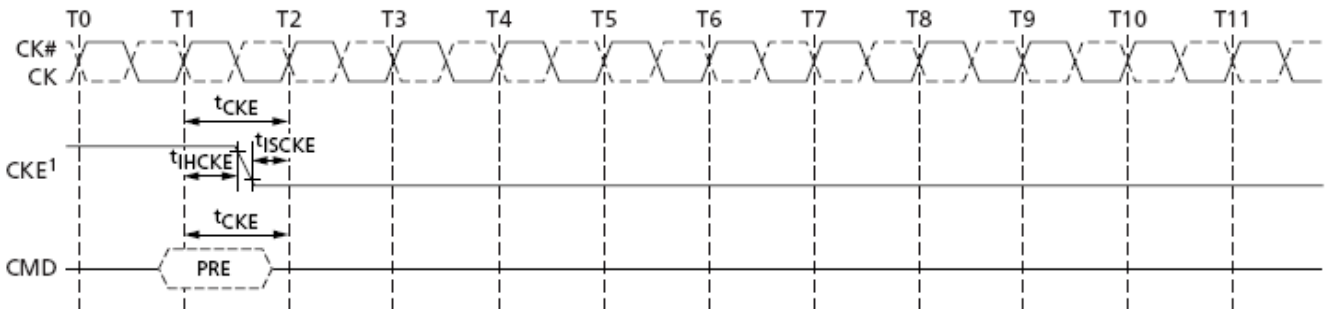 T0 T1 T2 T3 T4 T5 T6 T7 T8 T9 T10 T11
CK#
CK
tCKE
tISCKE
tIHCKE
CKE1
tCKE
CMD
PRE